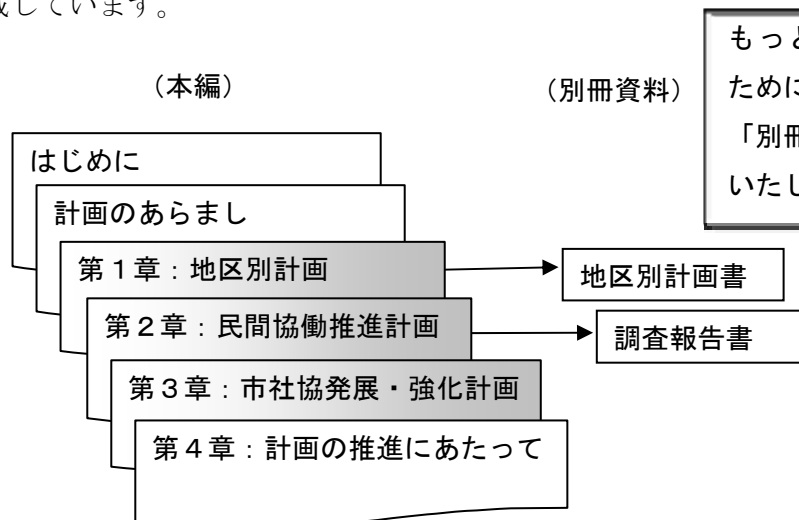 成しています。
（本編）
（別冊資料）
もっと
ために
「別冊
いたし
はじめに
計画のあらまし
第１章：地区別計画
地区別計画書
第２章：民間協働推進計画
調査報告書
第３章：市社協発展・強化計画
第４章：計画の推進にあたって